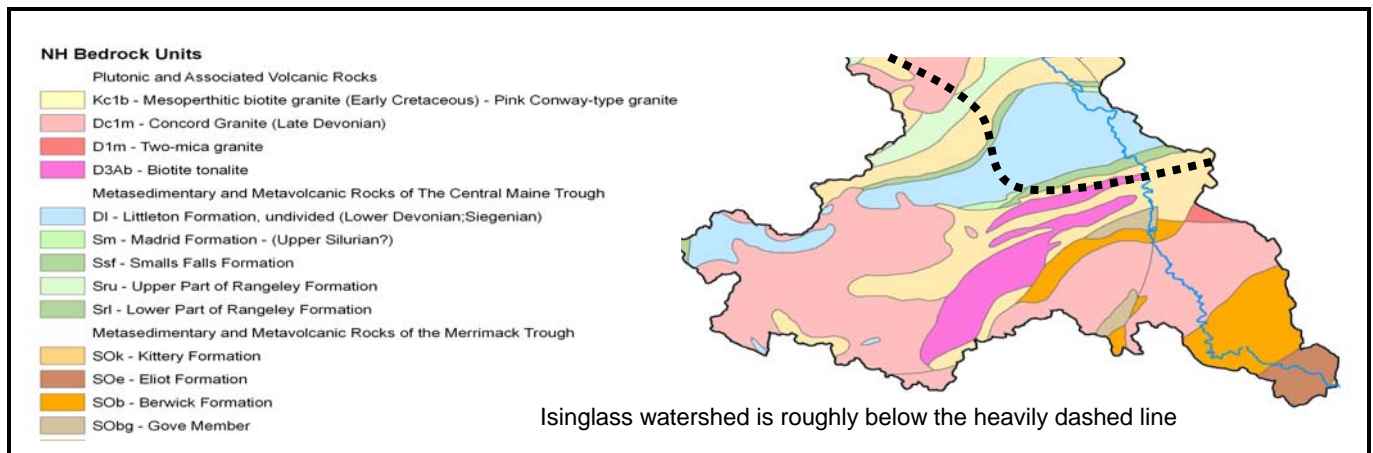 NH Bedrock Units
Plutonic and Associated Volcanic Rocks
Kc1b - Mesoperthitic biotite granite (Early Cretaceous) - Pink Conway-type granite
Dc1m - Concord Granite (Late Devonian)
D1m - Two-mica granite
D3Ab - Biotite tonalite
Metasedimentary and Metavolcanic Rocks of The Central Maine Trough
Dl - Littleton Formation, undivided (Lower Devonian;Siegenian)
Sm - Madrid Formation - (Upper Silurian?)
Ssf - Smalls Falls Formation
Sru - Upper Part of Rangeley Formation
Srl - Lower Part of Rangeley Formation
Metasedimentary and Metavolcanic Rocks of the Merrimack Trough
SOk - Kittery Formation
SOe - Eliot Formation
SOb - Berwick Formation
SObg - Gove Member
Isinglass watershed is roughly below the heavily dashed line